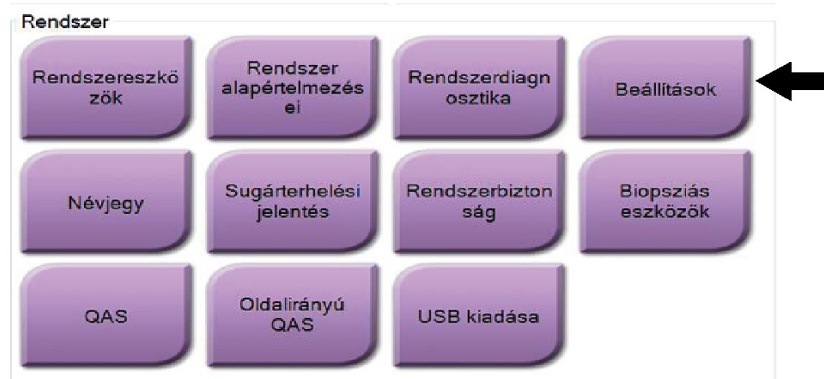 Rendszer
Rendszereszkö
zök
Rendszer
alapértelmezés
ei
Rendszerdiagn
osztika
Beállítások
Névjegy
Sugárterhelési
jelentés
Rendszerbizton
ság
Biopsziás
eszközök
QAS
Oldalirányú
QAS
USB kiadása